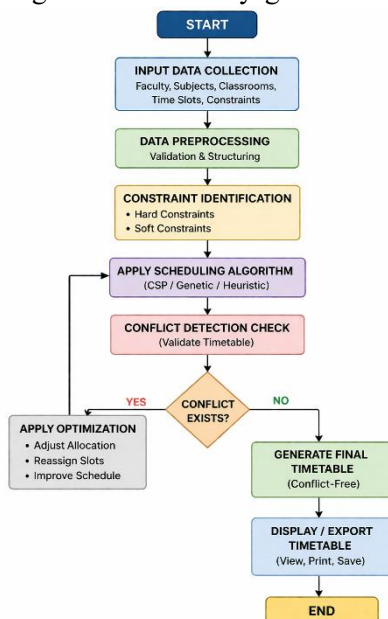 START
INPUT DATA COLLECTION
Faculty, Subjects, Classrooms,
Time Slots, Constraints
DATA PREPROCESSING
Validation & Structuring
CONSTRAINT IDENTIFICATION
• Hard Constraints
• Soft Constraints
APPLY SCHEDULING ALGORITHM
(CSP / Genetic / Heuristic)
CONFLICT DETECTION CHECK
(Validate Timetable)
YES
CONFLICT
EXISTS?
NO
APPLY OPTIMIZATION
• Adjust Allocation
• Reassign Slots
• Improve Schedule
GENERATE FINAL
TIMETABLE
(Conflict-Free)
DISPLAY / EXPORT
TIMETABLE
(View, Print, Save)
END